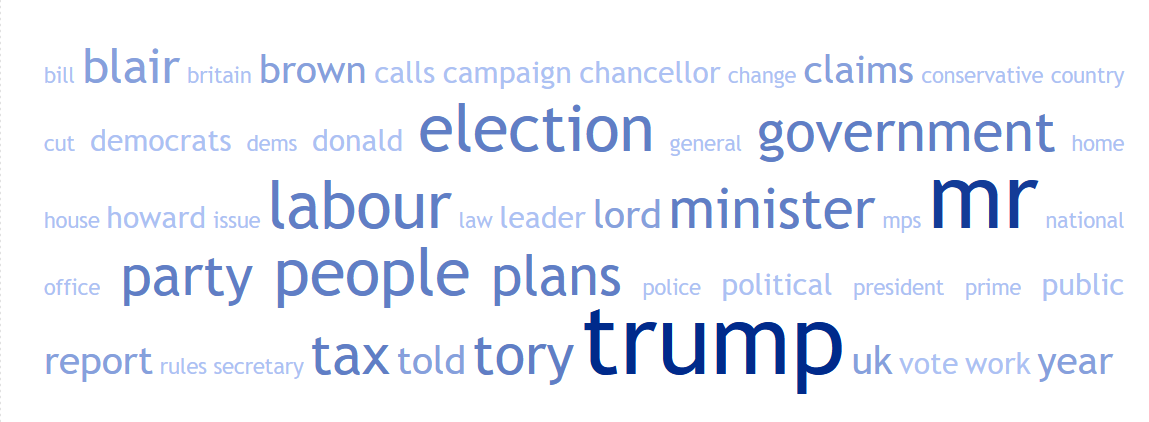 bill blair britain brown calls campaign chancellor change claims conservative country
cut democrats dems donald election general government home
house howard issue labour law leader lord minister mps mr national
office party people plans police political president prime public
report rules secretary tax told tory trump uk vote work year